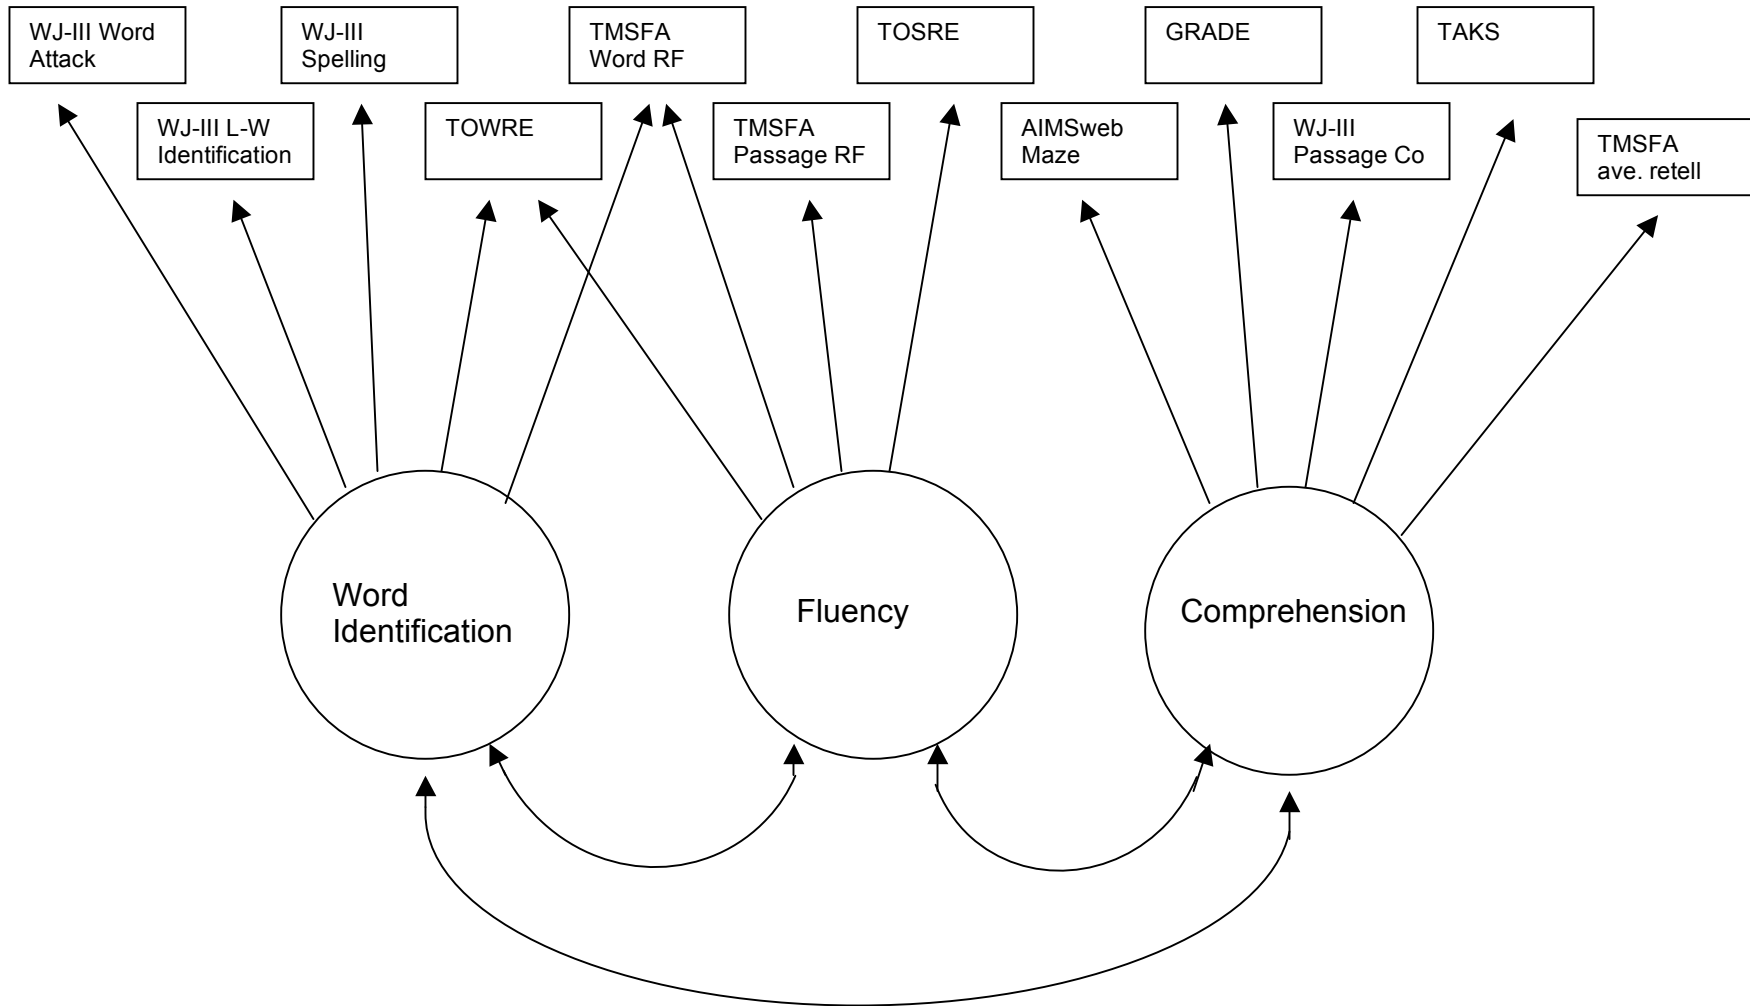 WJ-III Word
Attack
WJ-III
Spelling
TMSFA
Word RF
TOSRE
GRADE
TAKS
WJ-III L-W
Identification
TOWRE
TMSFA
Passage RF
AIMSweb
Maze
WJ-III
Passage Co
TMSFA
ave. retell
Word
Identification
Fluency
Comprehension